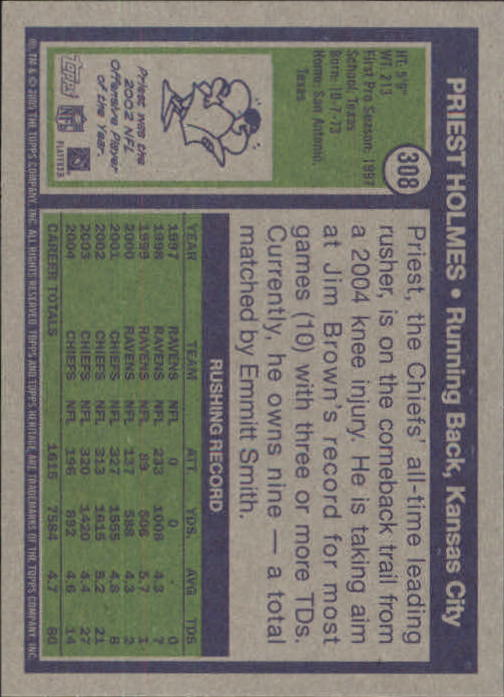 PRIEST HOLMES • Running Back, Kansas City
308
HT: 5'9"
WT: 213
First Pro Season: 1997
School: Texas
Born: 10-7-73
Home: San Antonio,
Texas
Priest was the
2002 NFL
Offensive Player
of the Year.
Topps
NFL
PLAYERS
Priest, the Chiefs' all-time leading
rusher, is on the comeback trail from
a 2004 knee injury. He is taking aim
at Jim Brown's record for most
games (10) with three or more TDs.
Currently, he owns nine — a total
matched by Emmitt Smith.
RUSHING RECORD
YEAR TEAM ATT. YDS. AVG TDS
1997 RAVENS NFL 0 0 - 0
1998 RAVENS NFL 233 1008 4.3 7
1999 RAVENS NFL 89 506 5.7 1
2000 RAVENS NFL 137 588 4.3 2
2001 CHIEFS NFL 327 1555 4.8 8
2002 CHIEFS NFL 313 1615 5.2 21
2003 CHIEFS NFL 320 1420 4.4 27
2004 CHIEFS NFL 196 892 4.6 14
CAREER TOTALS 1615 7584 4.7 80
®, TM & © 2005 THE TOPPS COMPANY, INC. ALL RIGHTS RESERVED. TOPPS AND TOPPS HERITAGE ARE TRADEMARKS OF THE TOPPS COMPANY, INC.